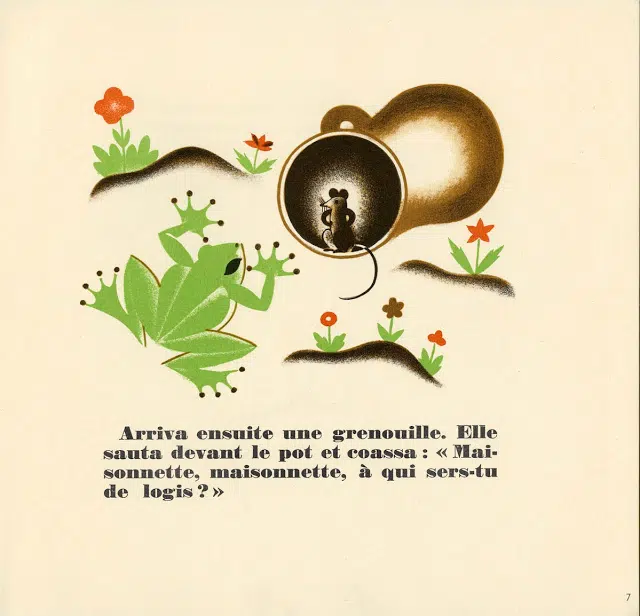 Arriva ensuite une grenouille. Elle
sauta devant le pot et coassa : « Mai-
sonnette, maisonnette, à qui sers-tu
de logis ? »
7